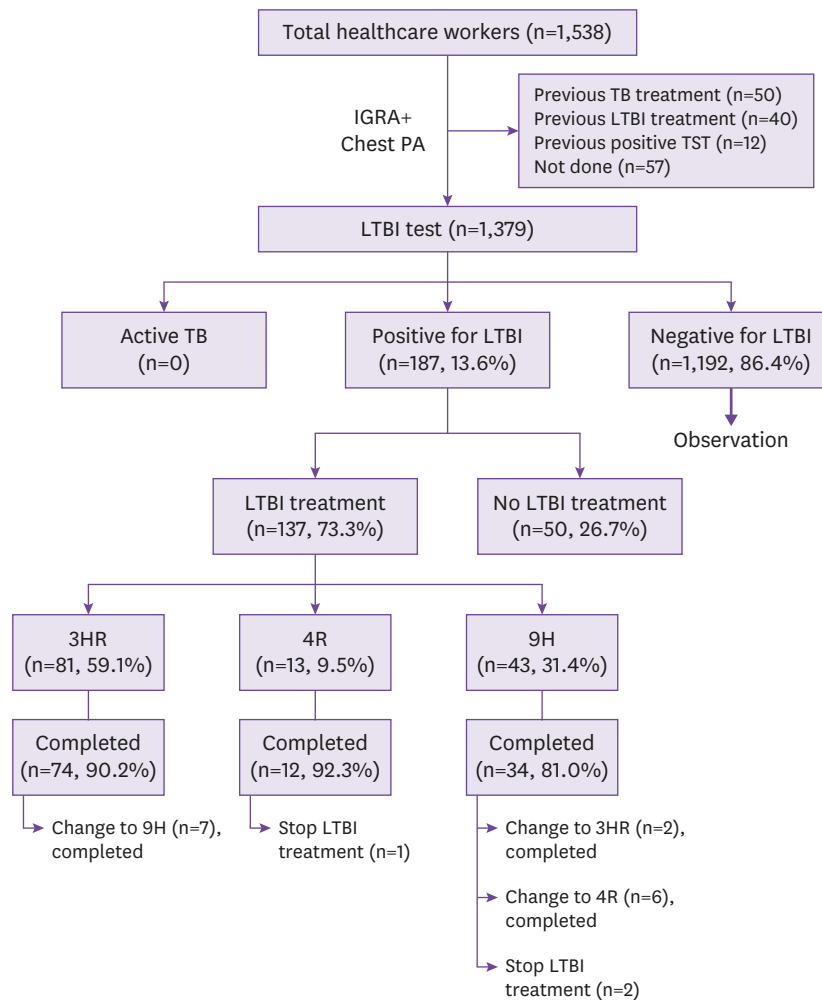 Total healthcare workers (n=1,538)
IGRA+
Chest PA
Previous TB treatment (n=50)
Previous LTBI treatment (n=40)
Previous positive TST (n=12)
Not done (n=57)
LTBI test (n=1,379)
Active TB
(n=0)
Positive for LTBI
(n=187, 13.6%)
Negative for LTBI
(n=1,192, 86.4%)
Observation
LTBI treatment
(n=137, 73.3%)
No LTBI treatment
(n=50, 26.7%)
3HR
(n=81, 59.1%)
4R
(n=13, 9.5%)
9H
(n=43, 31.4%)
Completed
(n=74, 90.2%)
Completed
(n=12, 92.3%)
Completed
(n=34, 81.0%)
Change to 9H (n=7),
completed
Stop LTBI
treatment (n=1)
Change to 3HR (n=2),
completed
Change to 4R (n=6),
completed
Stop LTBI
treatment (n=2)